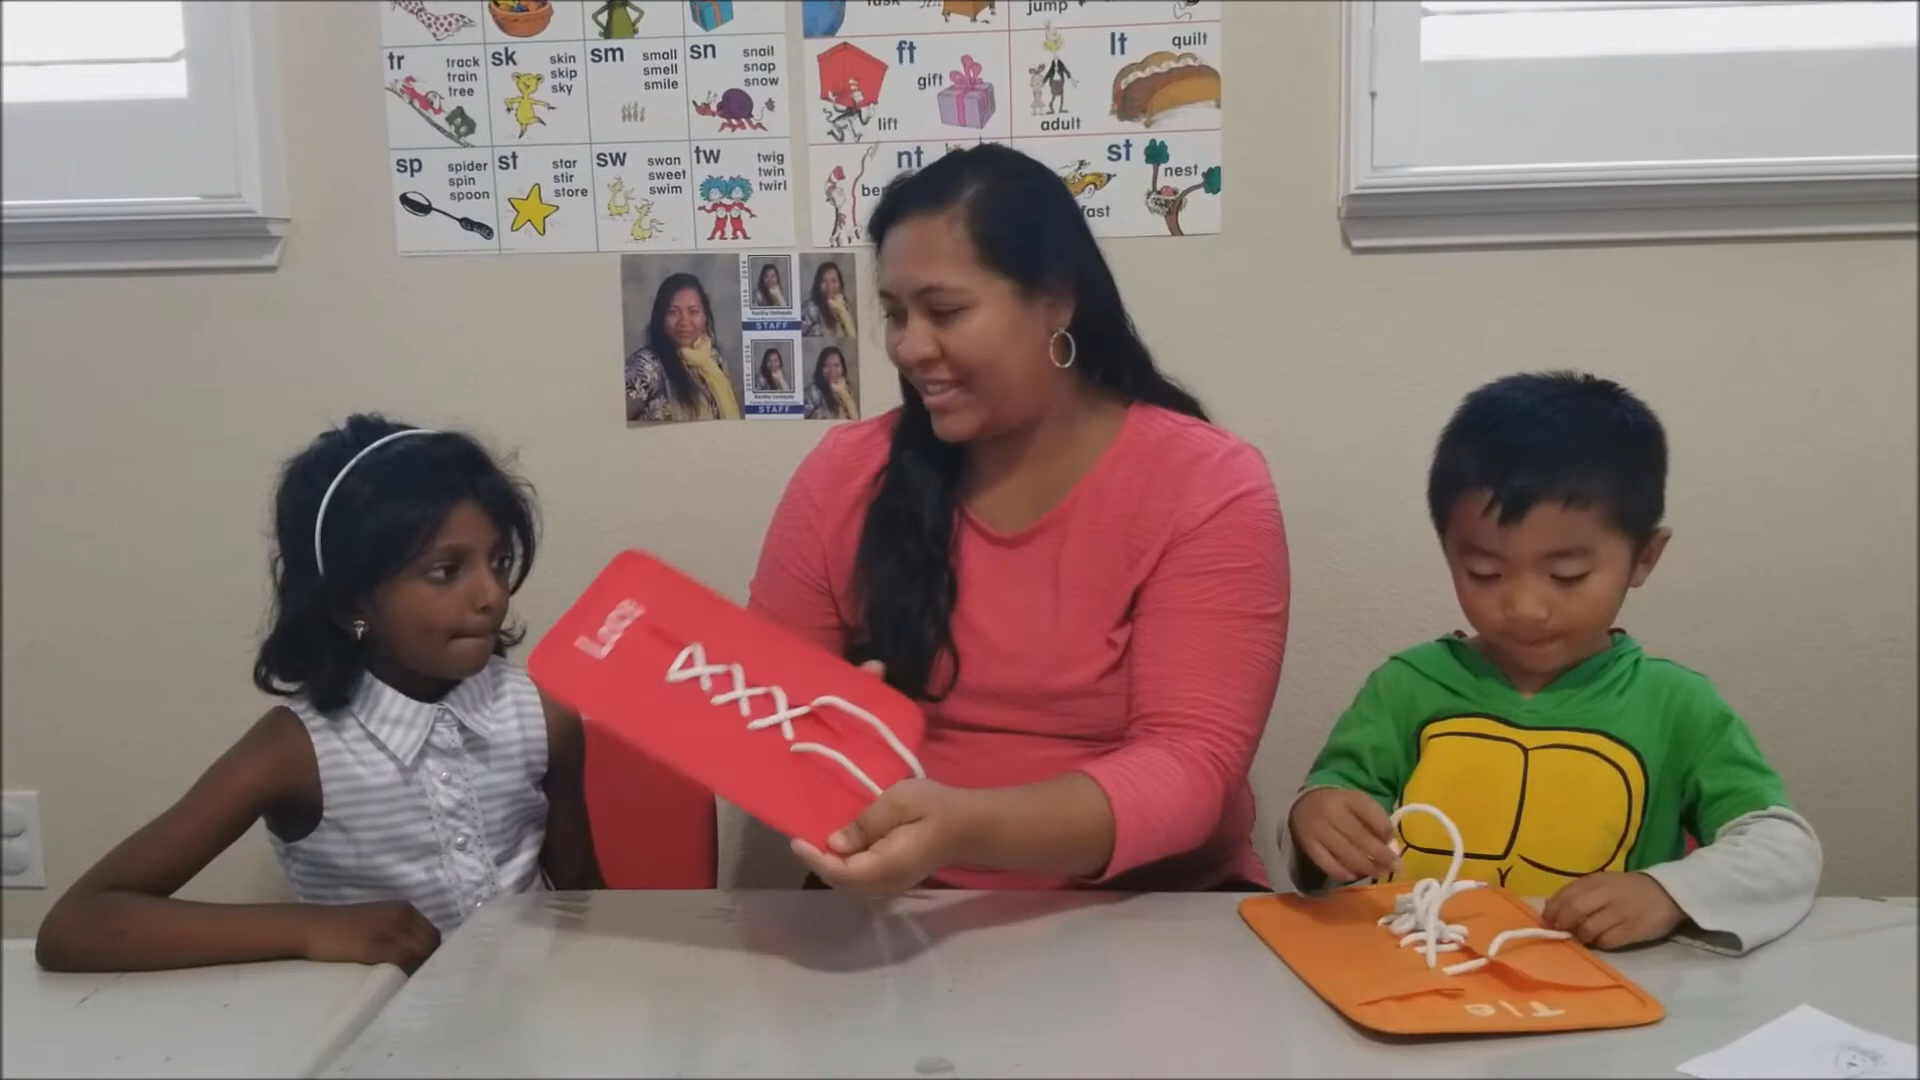 tr
track
train
tree
sk
skin
skip
sky
sm
small
smell
smile
sn
snail
snap
snow
sp
spider
spin
spoon
st
star
stir
store
sw
swan
sweet
swim
tw
twig
twin
twirl
jump
ft
gift
lift
adult
lt
quilt
nt
st
nest
fast
STAFF
STAFF
Tie